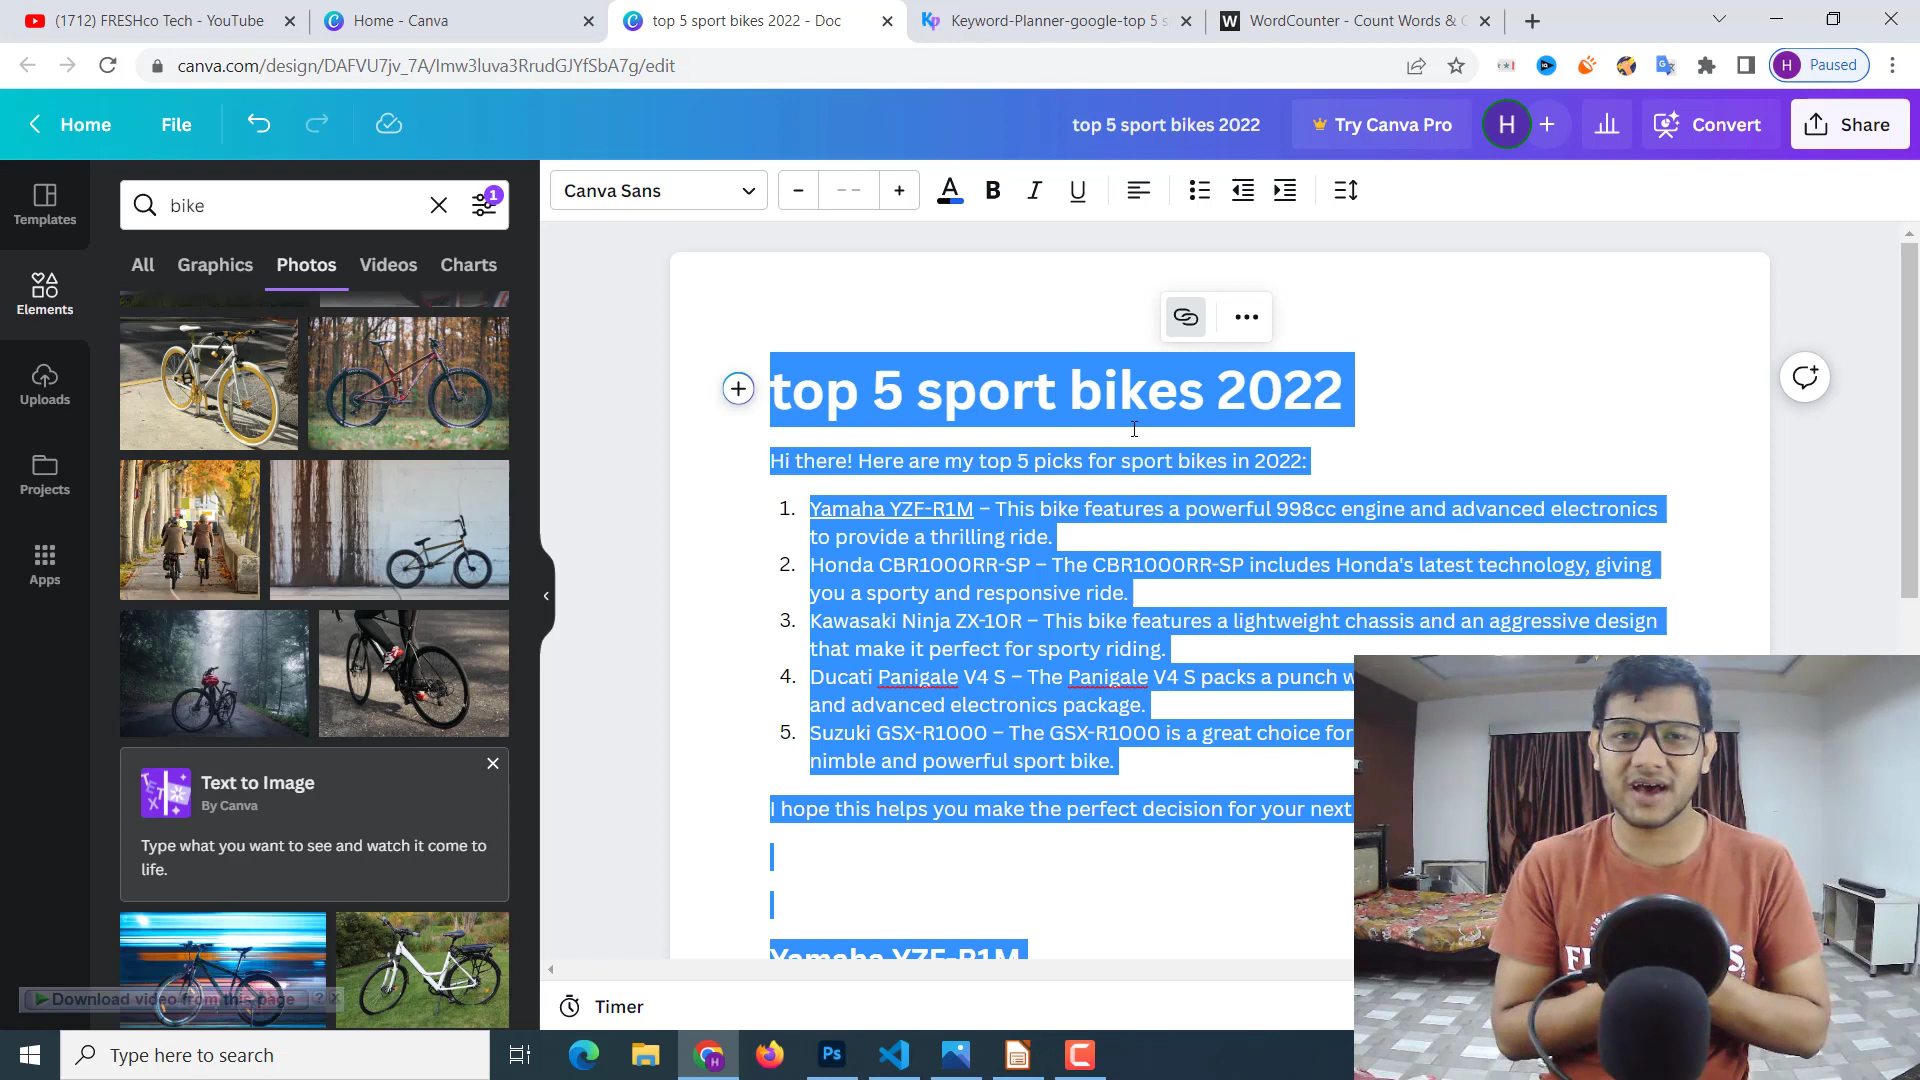 (1712) FRESHco Tech - YouTube
Home - Canva
top 5 sport bikes 2022 - Doc
Keyword-Planner-google-top 5 s
WordCounter - Count Words &
canva.com/design/DAFVU7jv_7A/Imw3Iuva3RrudGJYfSbA7g/edit
H Paused
Home
File
top 5 sport bikes 2022
Try Canva Pro
H
Convert
Share
Templates
Elements
Uploads
Projects
Apps
bike
1
All
Graphics
Photos
Videos
Charts
Text to Image
By Canva
Type what you want to see and watch it come to
life.
Download video from this page ? X
Canva Sans
- -- +
A B I U
top 5 sport bikes 2022
Hi there! Here are my top 5 picks for sport bikes in 2022:
1. Yamaha YZF-R1M – This bike features a powerful 998cc engine and advanced electronics
to provide a thrilling ride.
2. Honda CBR1000RR-SP – The CBR1000RR-SP includes Honda's latest technology, giving
you a sporty and responsive ride.
3. Kawasaki Ninja ZX-10R – This bike features a lightweight chassis and an aggressive design
that make it perfect for sporty riding.
4. Ducati Panigale V4 S – The Panigale V4 S packs a punch w
and advanced electronics package.
5. Suzuki GSX-R1000 – The GSX-R1000 is a great choice for
nimble and powerful sport bike.
I hope this helps you make the perfect decision for your next
Yamaha YZF-R1M
Timer
Type here to search
Ps